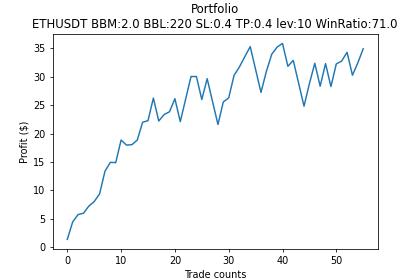 Portfolio
ETHUSDT BBM:2.0 BBL:220 SL:0.4 TP:0.4 lev:10 WinRatio:71.0
35
30
25
20
15
10
5
0
Profit ($)
0 10 20 30 40 50
Trade counts